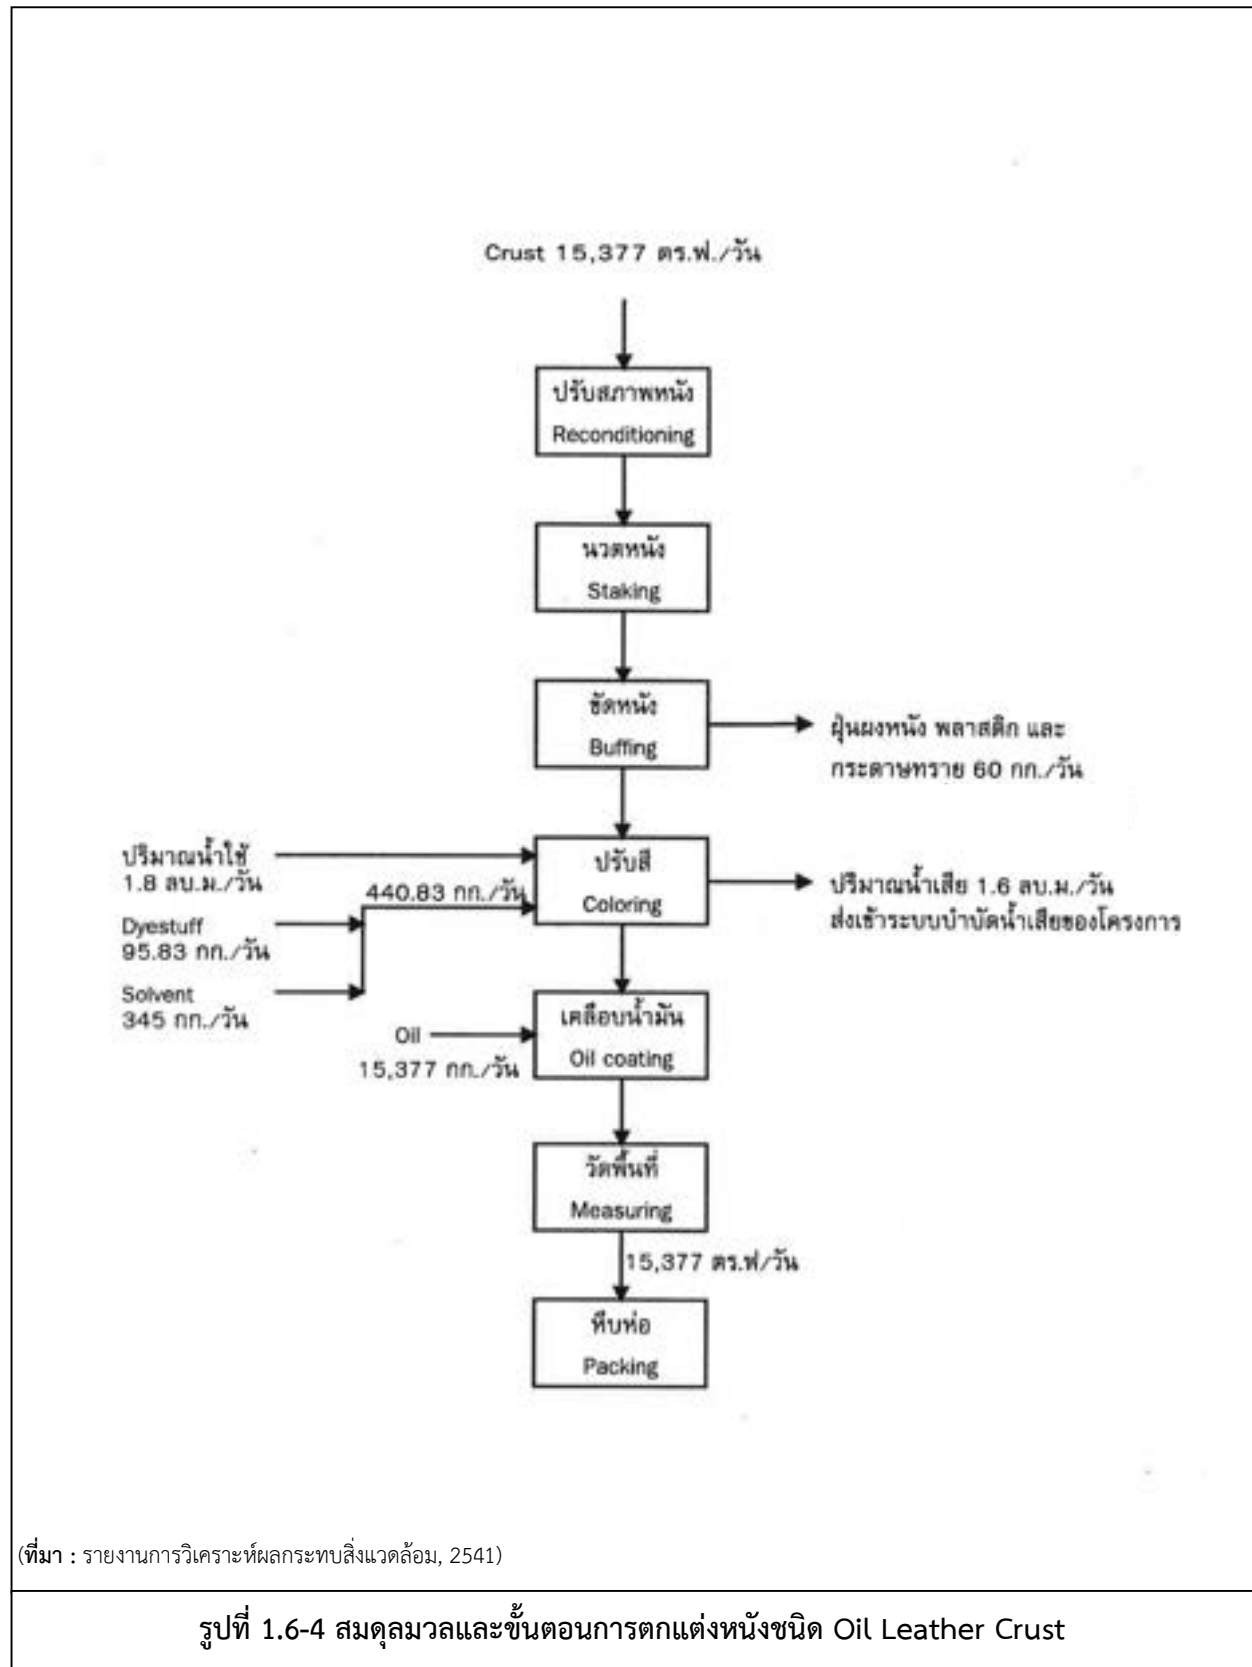 Crust 15,377 ตร.ฟ./วัน
ปรับสภาพหนัง
Reconditioning
นวดหนัง
Staking
ขัดหนัง
Buffing
ฝุ่นผงหนัง พลาสติก และ
กระดาษทราย 60 กก./วัน
ปริมาณน้ำใช้
1.8 ลบ.ม./วัน
440.83 กก./วัน
Dyestuff
95.83 กก./วัน
Solvent
345 กก./วัน
ปรับสี
Coloring
ปริมาณน้ำเสีย 1.6 ลบ.ม./วัน
ส่งเข้าระบบบำบัดน้ำเสียของโครงการ
Oil
15,377 กก./วัน
เคลือบน้ำมัน
Oil coating
วัดพื้นที่
Measuring
15,377 ตร.ฟ/วัน
หีบห่อ
Packing
(ที่มา : รายงานการวิเคราะห์ผลกระทบสิ่งแวดล้อม, 2541)
รูปที่ 1.6-4 สมดุลมวลและขั้นตอนการตกแต่งหนังชนิด Oil Leather Crust